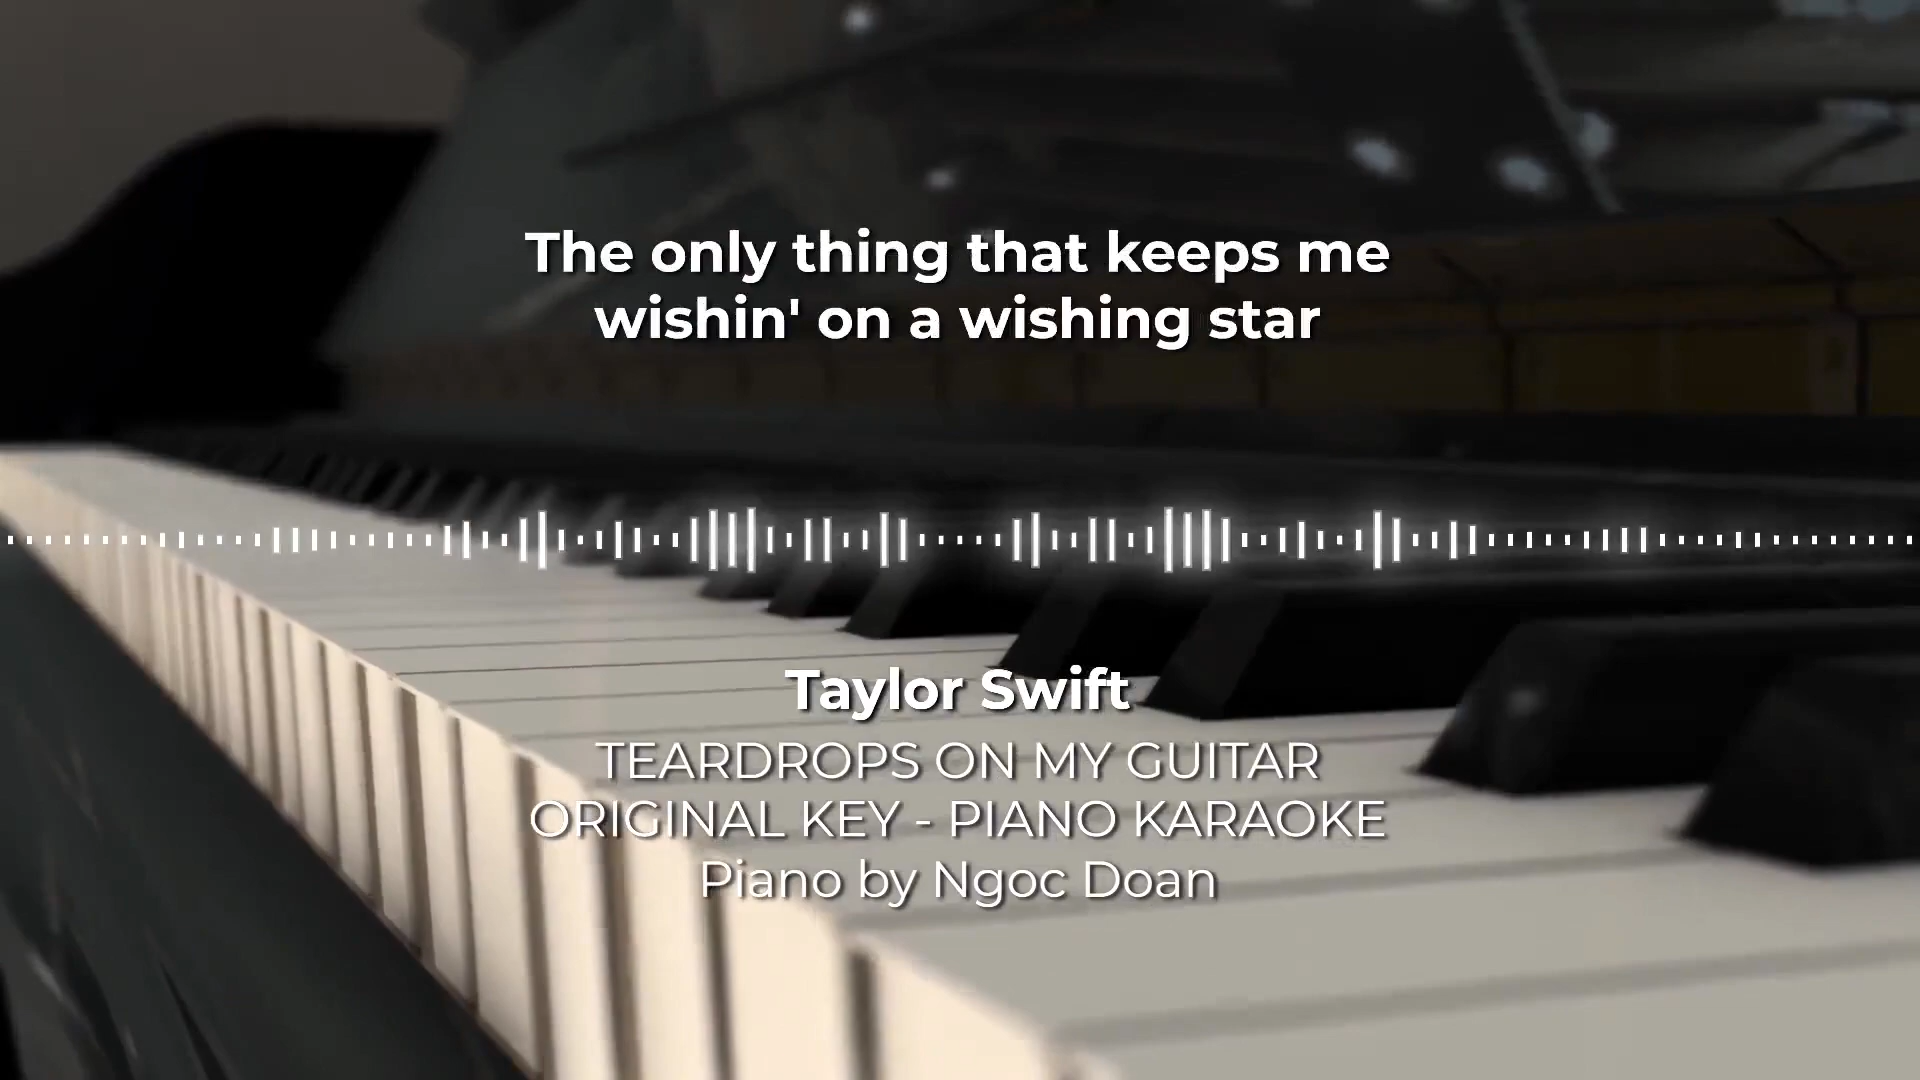 The only thing that keeps me
wishin' on a wishing star
Taylor Swift
TEARDROPS ON MY GUITAR
ORIGINAL KEY - PIANO KARAOKE
Piano by Ngoc Doan